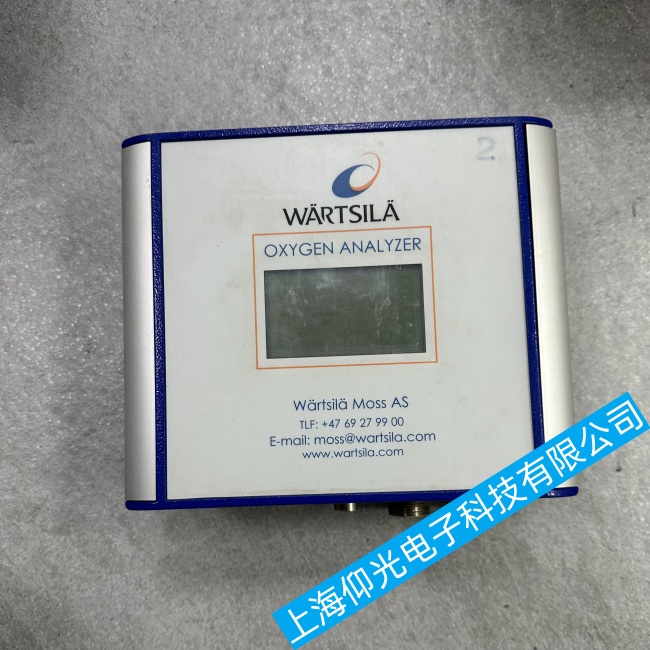 2
WÄRTSILÄ
OXYGEN ANALYZER
Wärtsilä Moss AS
TLF: +47 69 27 99 00
E-mail: moss@wartsila.com
www.wartsila.com
上海仰光电子科技有限公司